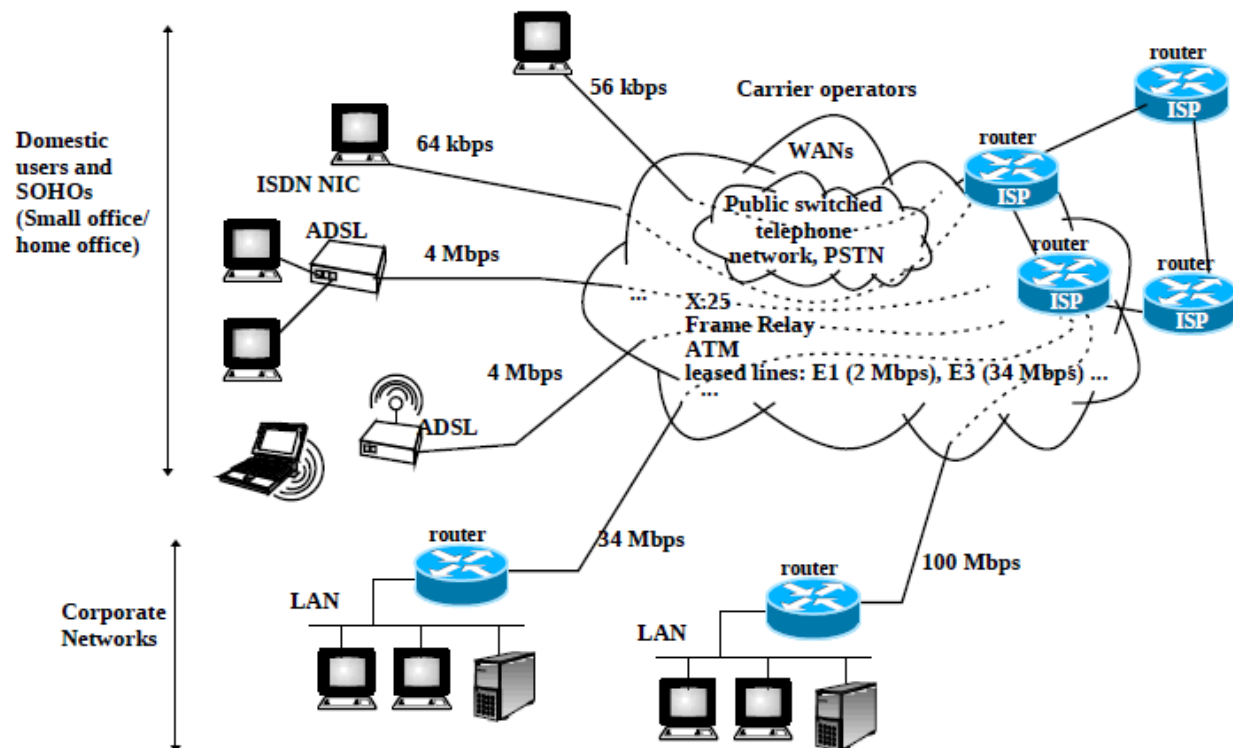 56 kbps
Carrier operators
router
ISP
64 kbps
WANs
router
ISP
Domestic
users and
SOHOs
(Small office/
home office)
ISDN NIC
Public switched
telephone
network, PSTN
...
ADSL
4 Mbps
router
ISP
router
ISP
...
X.25
Frame Relay
ATM
leased lines: E1 (2 Mbps), E3 (34 Mbps) ...
...
4 Mbps
ADSL
Corporate
Networks
router
34 Mbps
LAN
router
100 Mbps
LAN